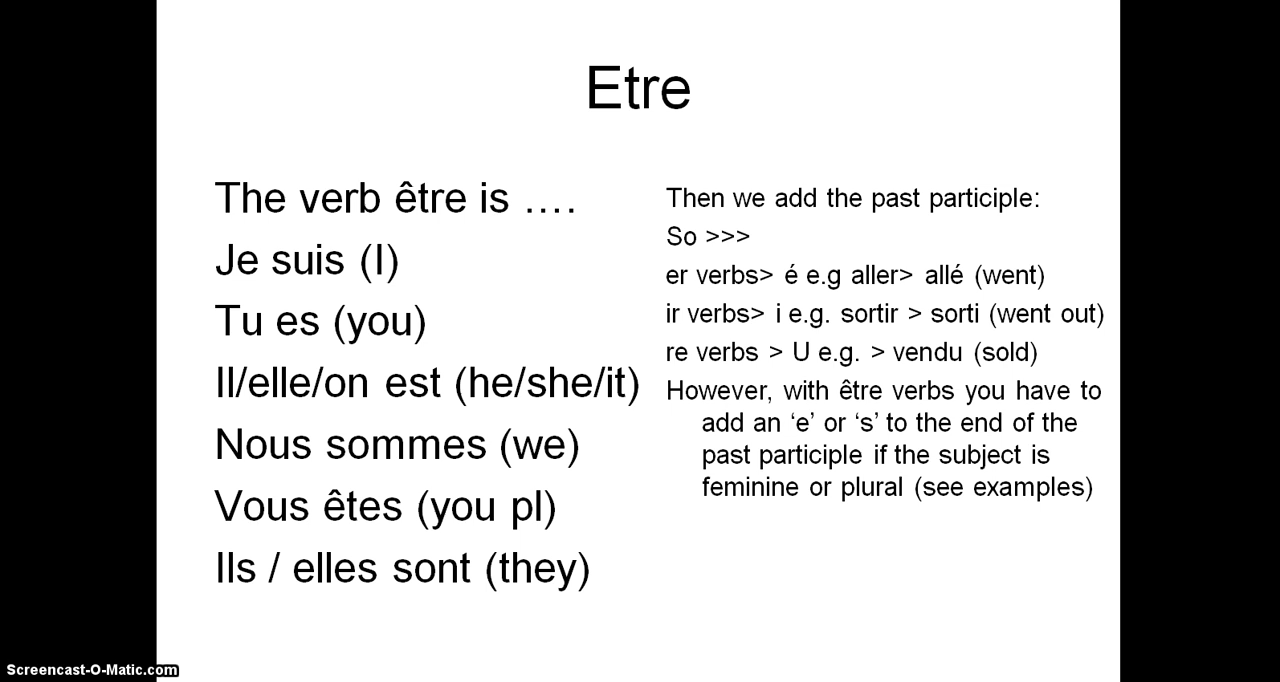 Etre
The verb être is ….
Je suis (I)
Tu es (you)
Il/elle/on est (he/she/it)
Nous sommes (we)
Vous êtes (you pl)
Ils / elles sont (they)
Then we add the past participle:
So >>>
er verbs> é e.g aller> allé (went)
ir verbs> i e.g. sortir > sorti (went out)
re verbs > U e.g. > vendu (sold)
However, with être verbs you have to
add an ‘e’ or ‘s’ to the end of the
past participle if the subject is
feminine or plural (see examples)
Screencast-O-Matic.com